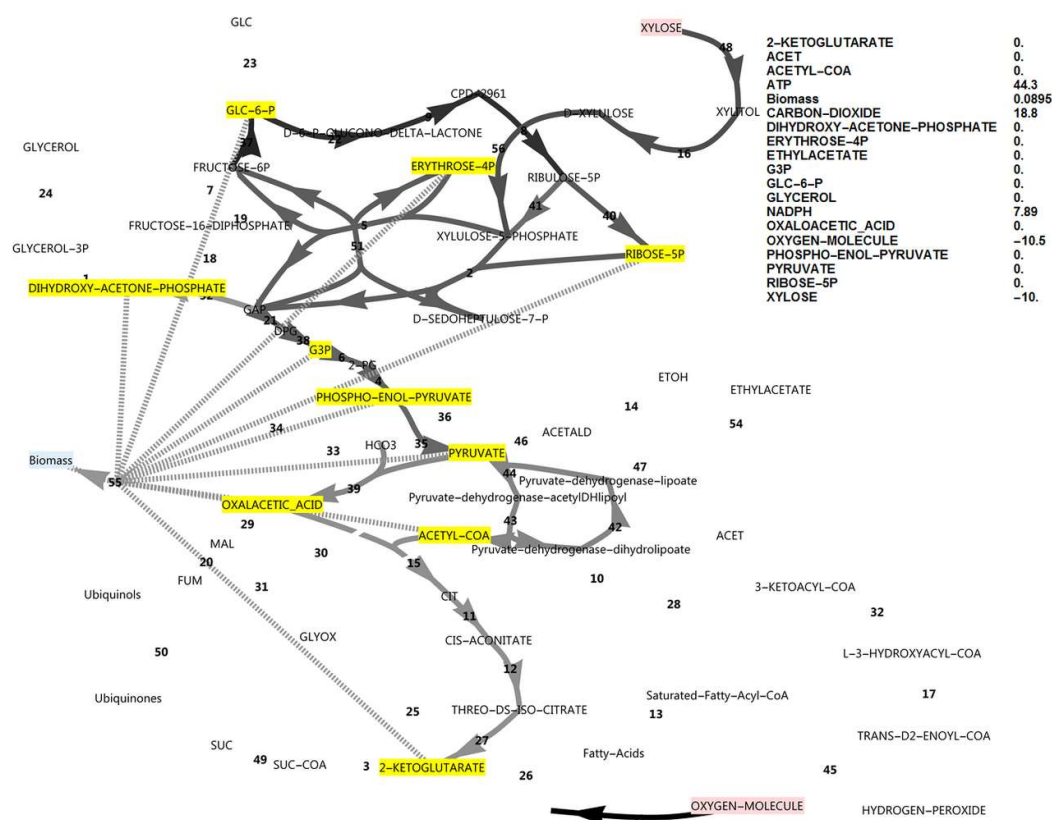 GLC
XYLOSE
2-KETOGLUTARATE 0.
ACET 0.
ACETYL-COA 0.
ATP 44.3
Biomass 0.0895
CARBON-DIOXIDE 18.8
DIHYDROXY-ACETONE-PHOSPHATE 0.
ERYTHROSE-4P 0.
ETHYLACETATE 0.
G3P 0.
GLC-6-P 0.
GLYCEROL 0.
NADPH 7.89
OXALOACETIC_ACID 0.
OXYGEN-MOLECULE -10.5
PHOSPHO-ENOL-PYRUVATE 0.
PYRUVATE 0.
RIBOSE-5P 0.
XYLOSE -10.
48
23
GLC-6-P
9
D-XYLULOSE
XYLITOL
37
D-6-P-GLUCONO-DELTA-LACTONE
22
8
GLYCEROL
56
16
FRUCTOSE-6P
ERYTHROSE-4P
RIBULOSE-5P
24
7
41
40
19
FRUCTOSE-16-DIPHOSPHATE
5
XYLULOSE-5-PHOSPHATE
GLYCEROL-3P
51
18
RIBOSE-5P
1
2
DIHYDROXY-ACETONE-PHOSPHATE
GAP
21
D-SEDOHEPTULOSE-7-P
DPG
38
G3P
6
2-PG
4
ETOH
ETHYLACETATE
PHOSPHO-ENOL-PYRUVATE
36
14
54
34
ACETALD
33
HCO3
35
46
Biomass
PYRUVATE
47
55
44
Pyruvate-dehydrogenase-lipoate
39
Pyruvate-dehydrogenase-acetylDHlipoyl
OXALACETIC_ACID
29
43
42
ACETYL-COA
ACET
MAL
30
Pyruvate-dehydrogenase-dihydrolipoate
20
15
FUM
31
10
3-KETOACYL-COA
Ubiquinols
CIT
28
32
11
GLYOX
CIS-ACONITATE
50
L-3-HYDROXYACYL-COA
12
Ubiquinones
Saturated-Fatty-Acyl-CoA
17
25
THREO-DS-ISO-CITRATE
13
TRANS-D2-ENOYL-COA
SUC
27
Fatty-Acids
49
SUC-COA
3
2-KETOGLUTARATE
26
45
OXYGEN-MOLECULE
HYDROGEN-PEROXIDE